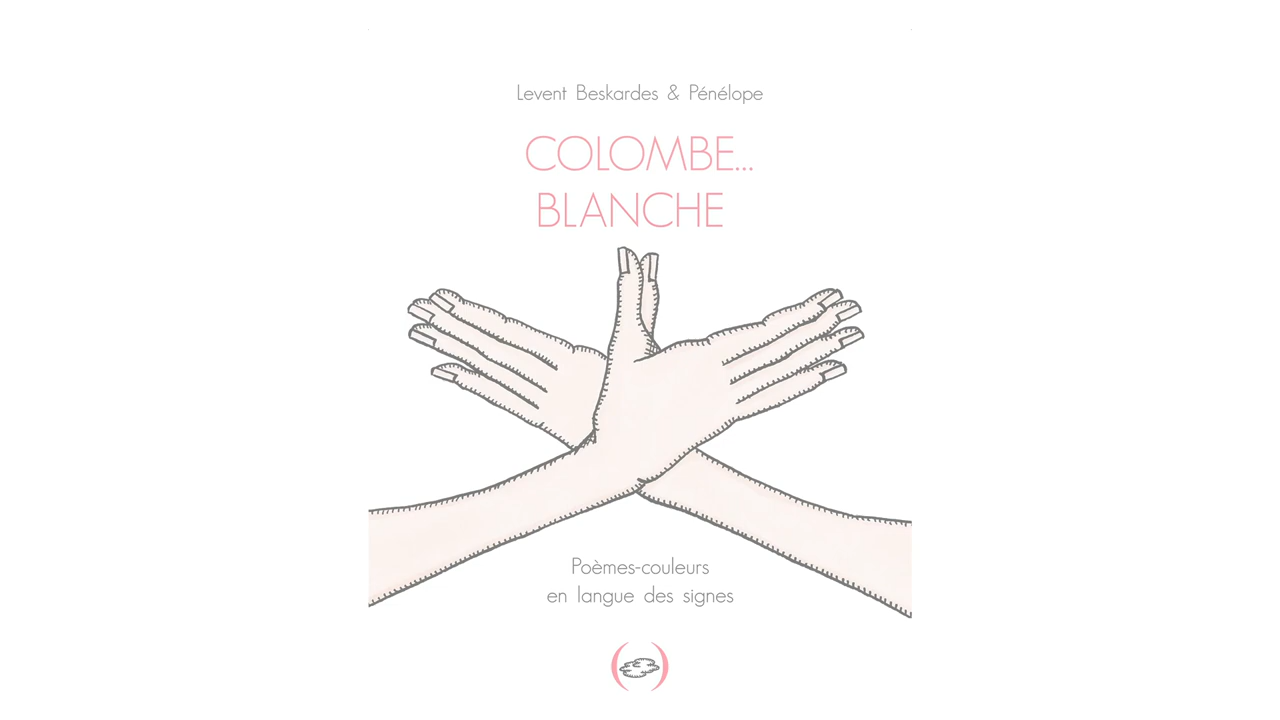 Levent Beskardes & Pénélope
COLOMBE...
BLANCHE
Poèmes-couleurs
en langue des signes